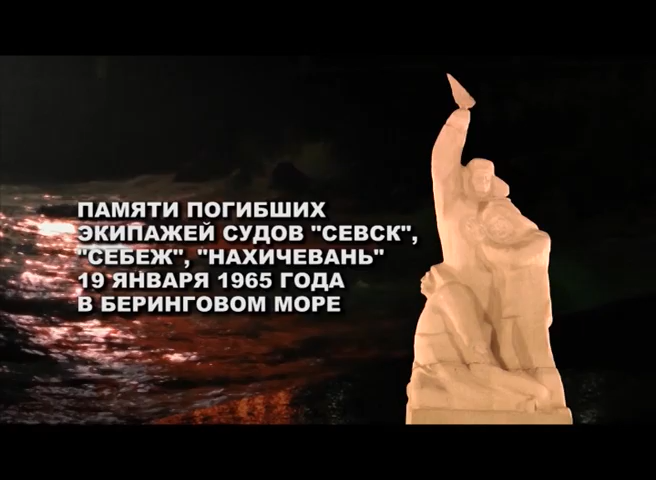 ПАМЯТИ ПОГИБШИХ
ЭКИПАЖЕЙ СУДОВ "СЕВСК",
"СЕБЕЖ", "НАХИЧЕВАНЬ"
19 ЯНВАРЯ 1965 ГОДА
В БЕРИНГОВОМ МОРЕ